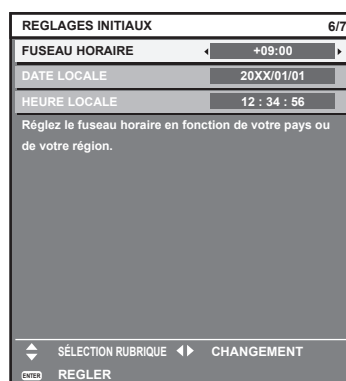 REGLAGES INITIAUX 6/7
FUSEAU HORAIRE +09:00
DATE LOCALE 20XX/01/01
HEURE LOCALE 12 : 34 : 56
Réglez le fuseau horaire en fonction de votre pays ou
de votre région.
SÉLECTION RUBRIQUE CHANGEMENT
ENTER REGLER